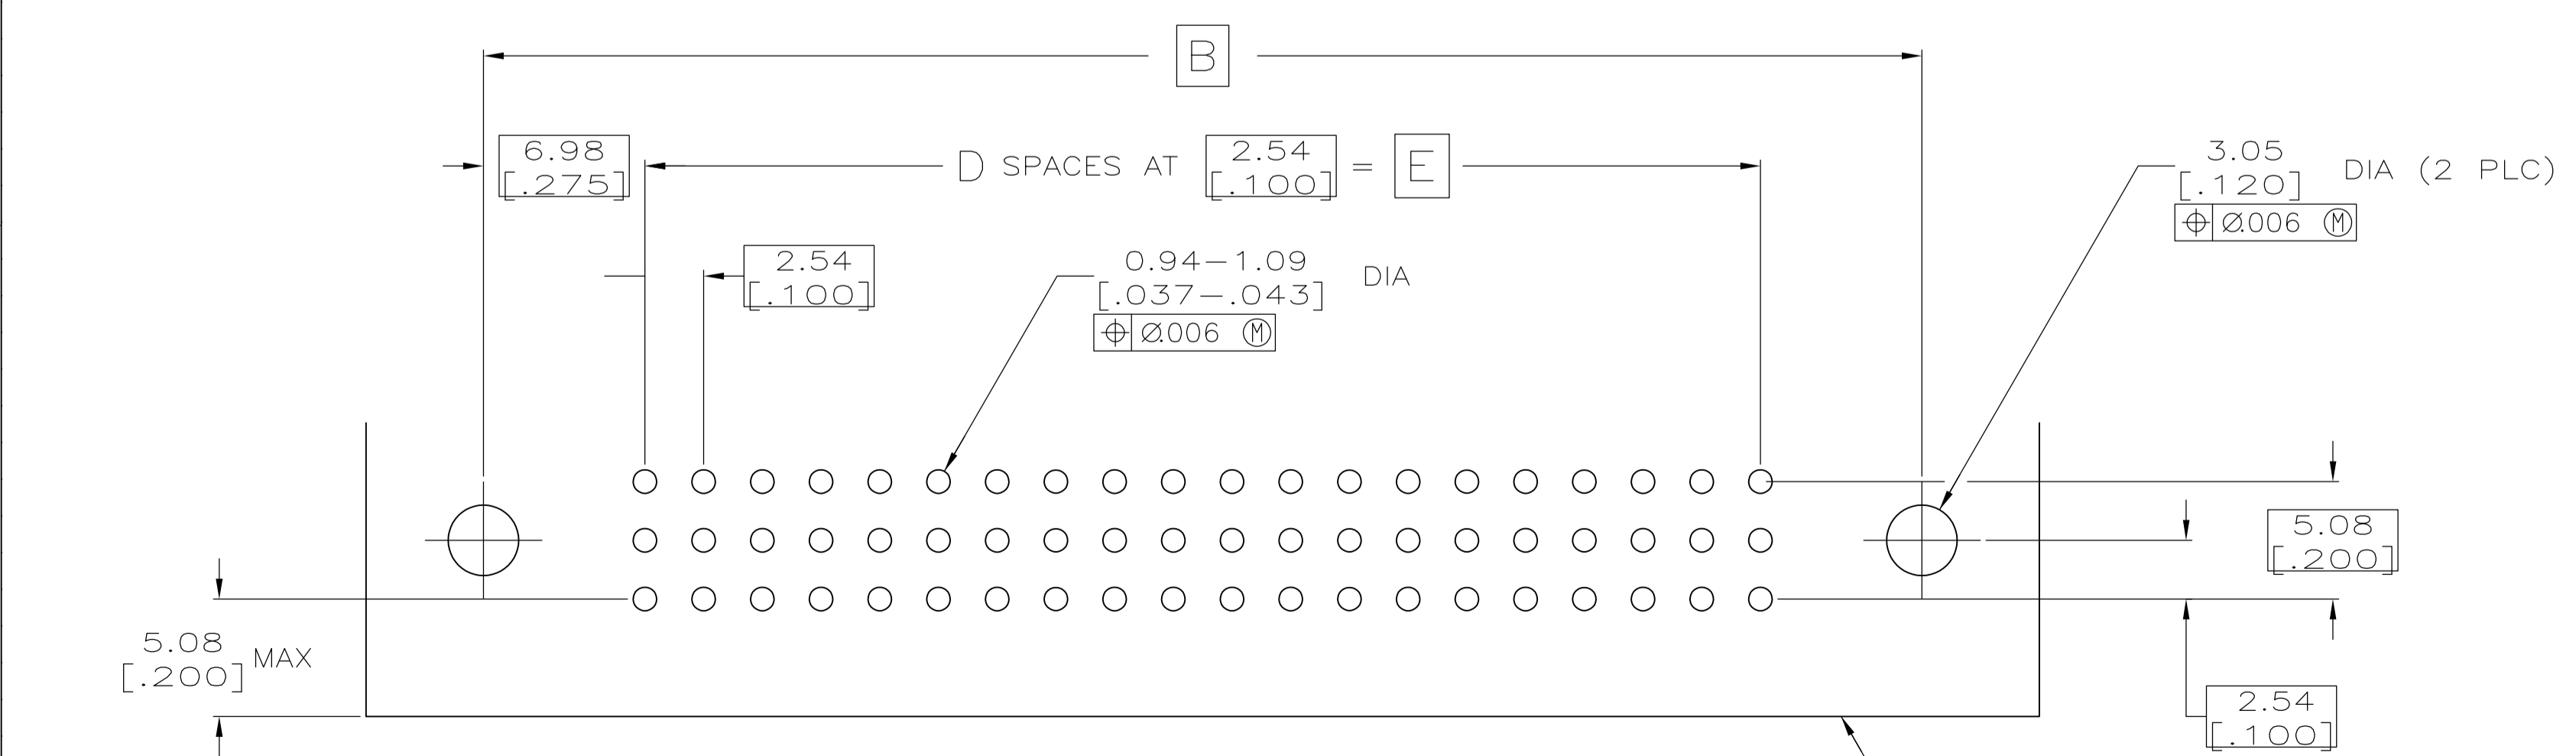 B
6.98
[.275]
D SPACES AT 2.54 = E
[.100]
3.05 DIA (2 PLC)
[.120]
⌖ Ø.006 Ⓜ
2.54
[.100]
0.94-1.09 DIA
[.037-.043]
⌖ Ø.006 Ⓜ
5.08
[.200]
5.08 MAX
[.200]
2.54
[.100]